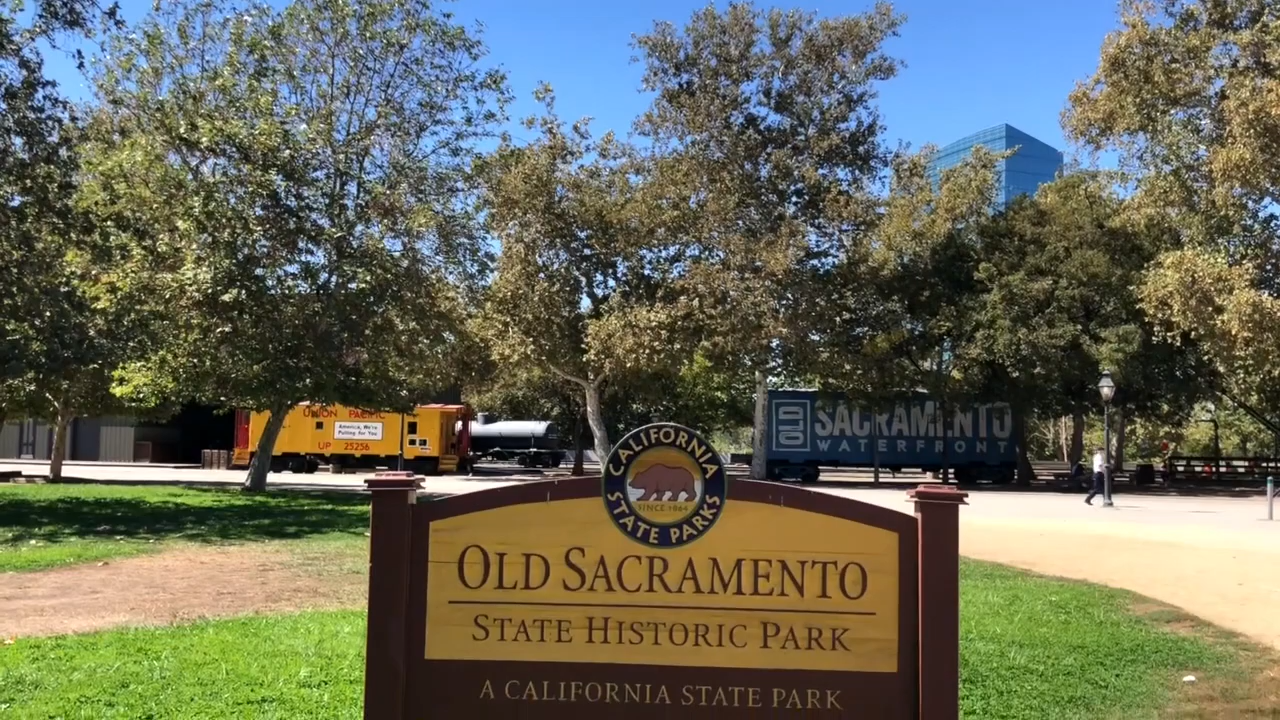 UNION PACIFIC
America, We're
Pulling for You
UP 25256
OLD
SACRAMENTO
WATERFRONT
CALIFORNIA
SINCE 1864
STATE PARKS
OLD SACRAMENTO
STATE HISTORIC PARK
A CALIFORNIA STATE PARK